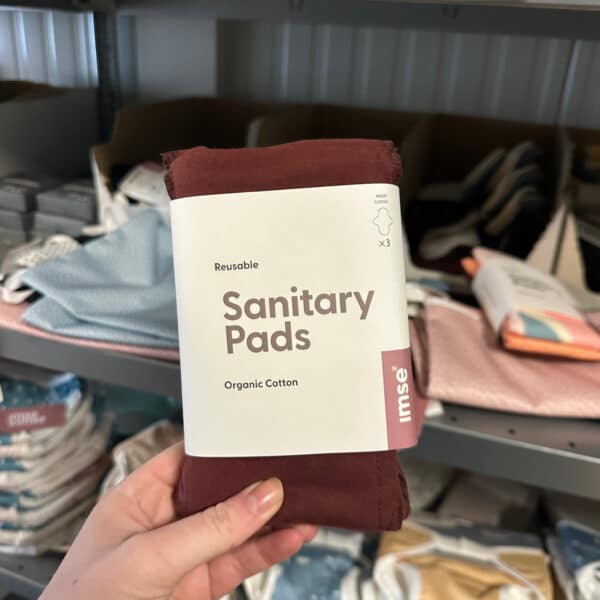 Reusable
Sanitary
Pads
Organic Cotton
x3
imse